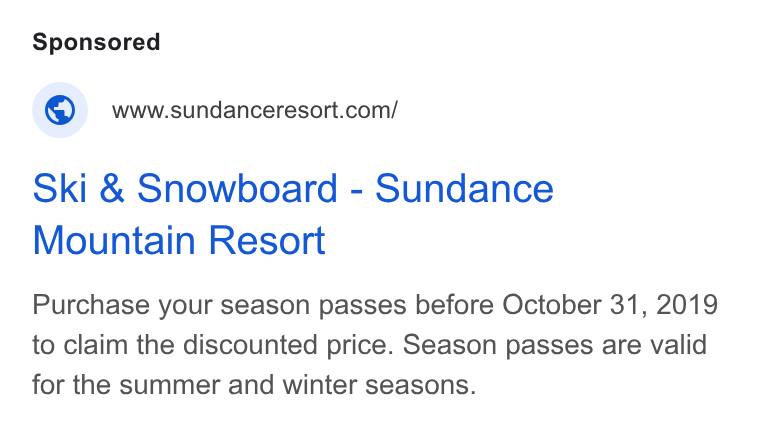 Sponsored
www.sundanceresort.com/
Ski & Snowboard - Sundance
Mountain Resort
Purchase your season passes before October 31, 2019
to claim the discounted price. Season passes are valid
for the summer and winter seasons.